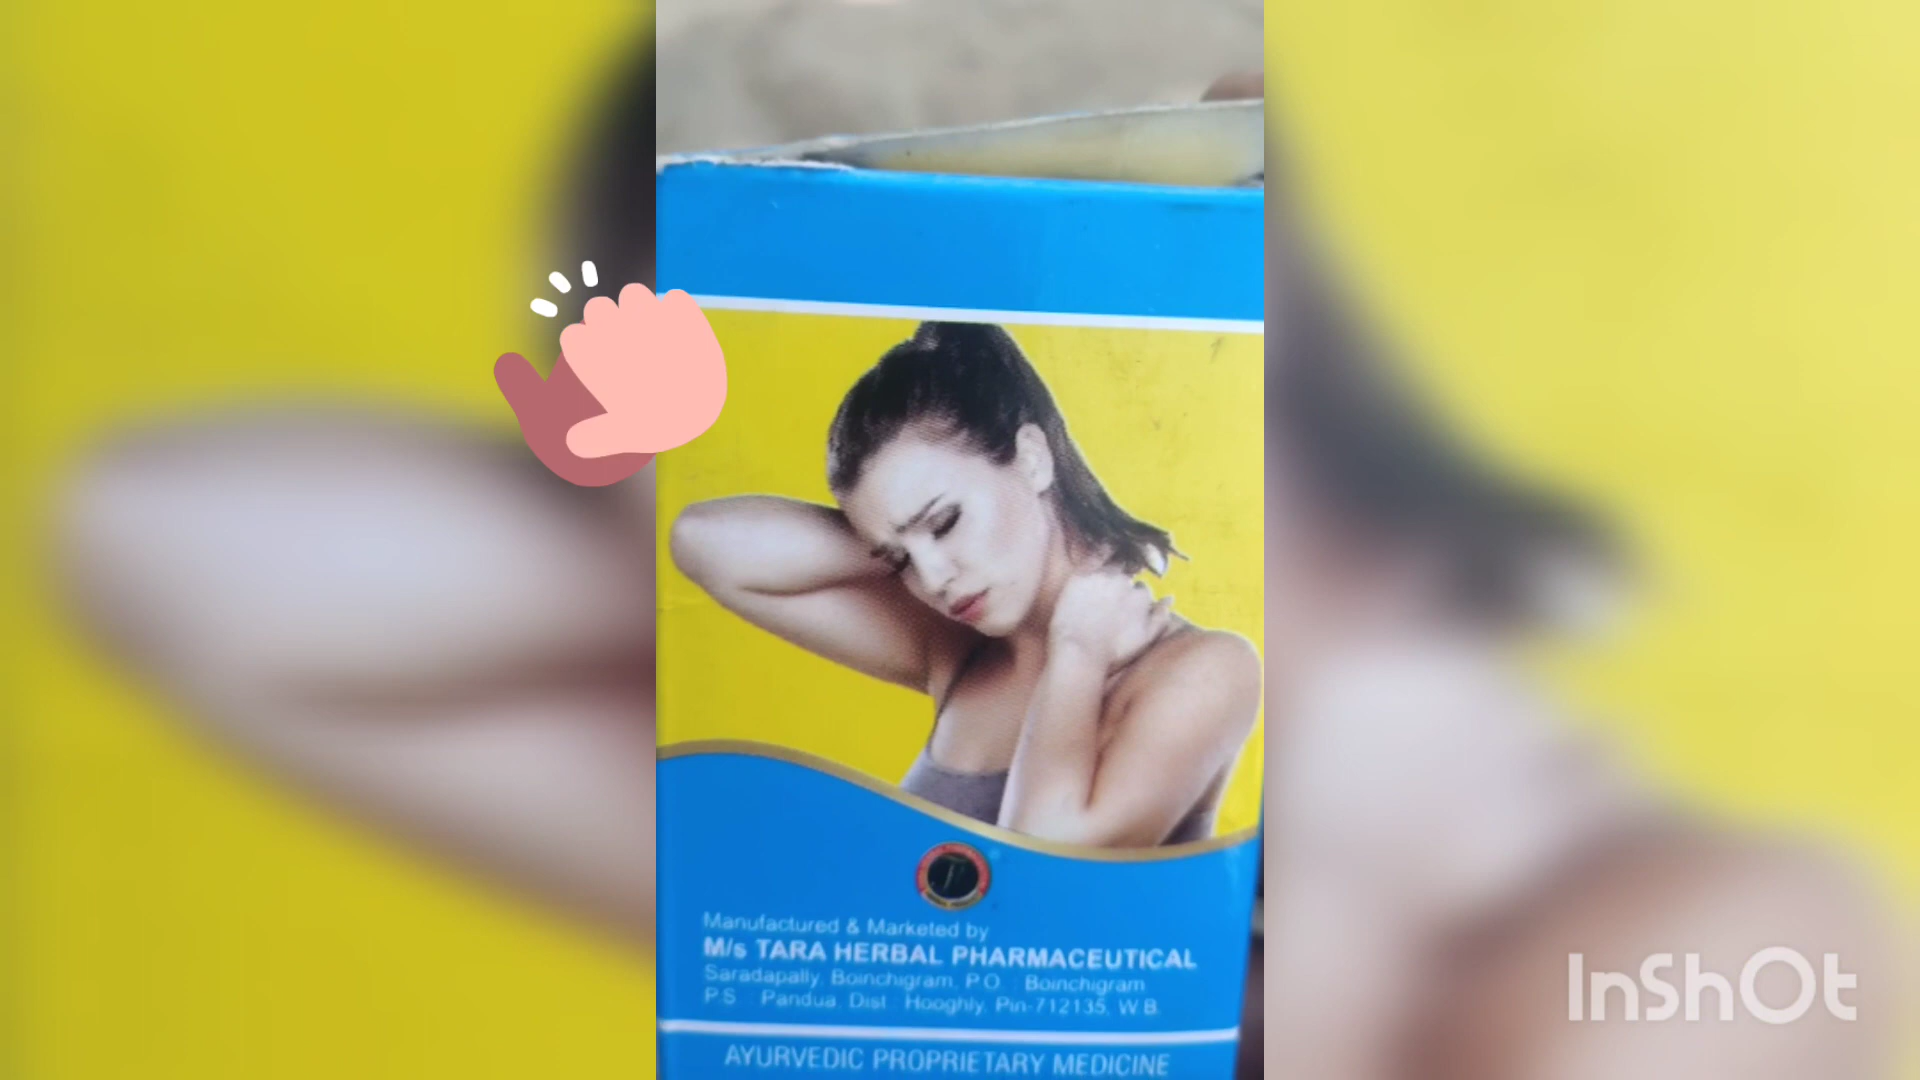 Manufactured & Marketed by
M/s TARA HERBAL PHARMACEUTICAL
Saradapally, Boinchigram, P.O : Boinchigram
P.S : Pandua, Dist : Hooghly, Pin-712135, W.B.
AYURVEDIC PROPRIETARY MEDICINE
InShOt